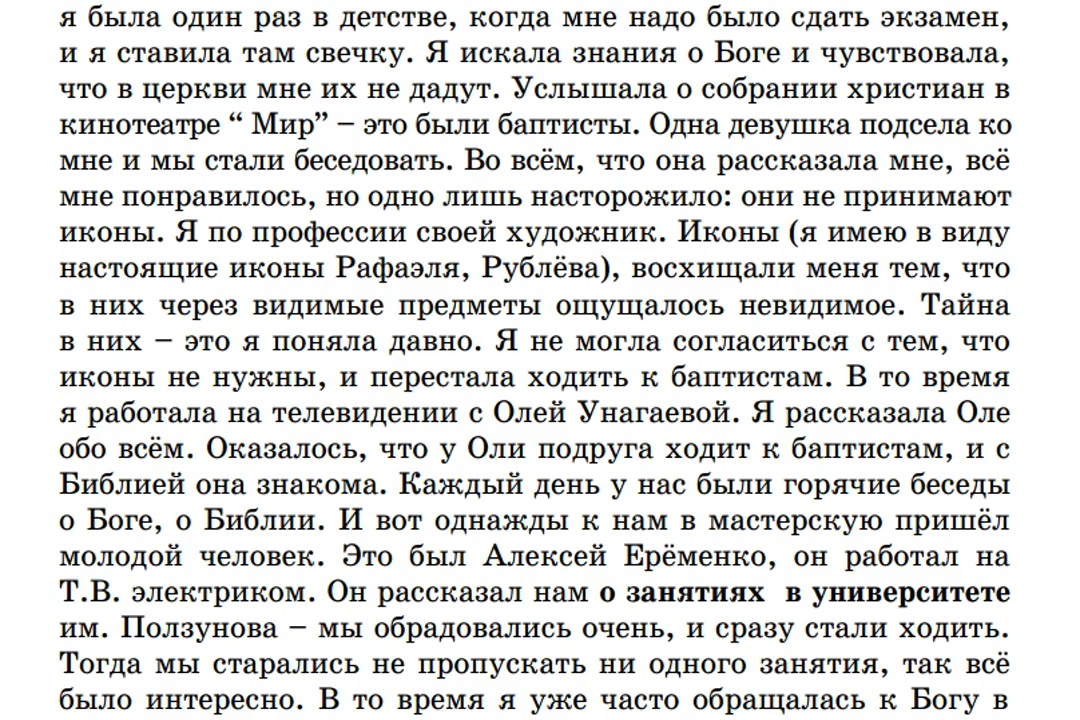 я была один раз в детстве, когда мне надо было сдать экзамен,
и я ставила там свечку. Я искала знания о Боге и чувствовала,
что в церкви мне их не дадут. Услышала о собрании христиан в
кинотеатре “ Мир” – это были баптисты. Одна девушка подсела ко
мне и мы стали беседовать. Во всём, что она рассказала мне, всё
мне понравилось, но одно лишь насторожило: они не принимают
иконы. Я по профессии своей художник. Иконы (я имею в виду
настоящие иконы Рафаэля, Рублёва), восхищали меня тем, что
в них через видимые предметы ощущалось невидимое. Тайна
в них – это я поняла давно. Я не могла согласиться с тем, что
иконы не нужны, и перестала ходить к баптистам. В то время
я работала на телевидении с Олей Унагаевой. Я рассказала Оле
обо всём. Оказалось, что у Оли подруга ходит к баптистам, и с
Библией она знакома. Каждый день у нас были горячие беседы
о Боге, о Библии. И вот однажды к нам в мастерскую пришёл
молодой человек. Это был Алексей Ерёменко, он работал на
Т.В. электриком. Он рассказал нам о занятиях в университете
им. Ползунова – мы обрадовались очень, и сразу стали ходить.
Тогда мы старались не пропускать ни одного занятия, так всё
было интересно. В то время я уже часто обращалась к Богу в